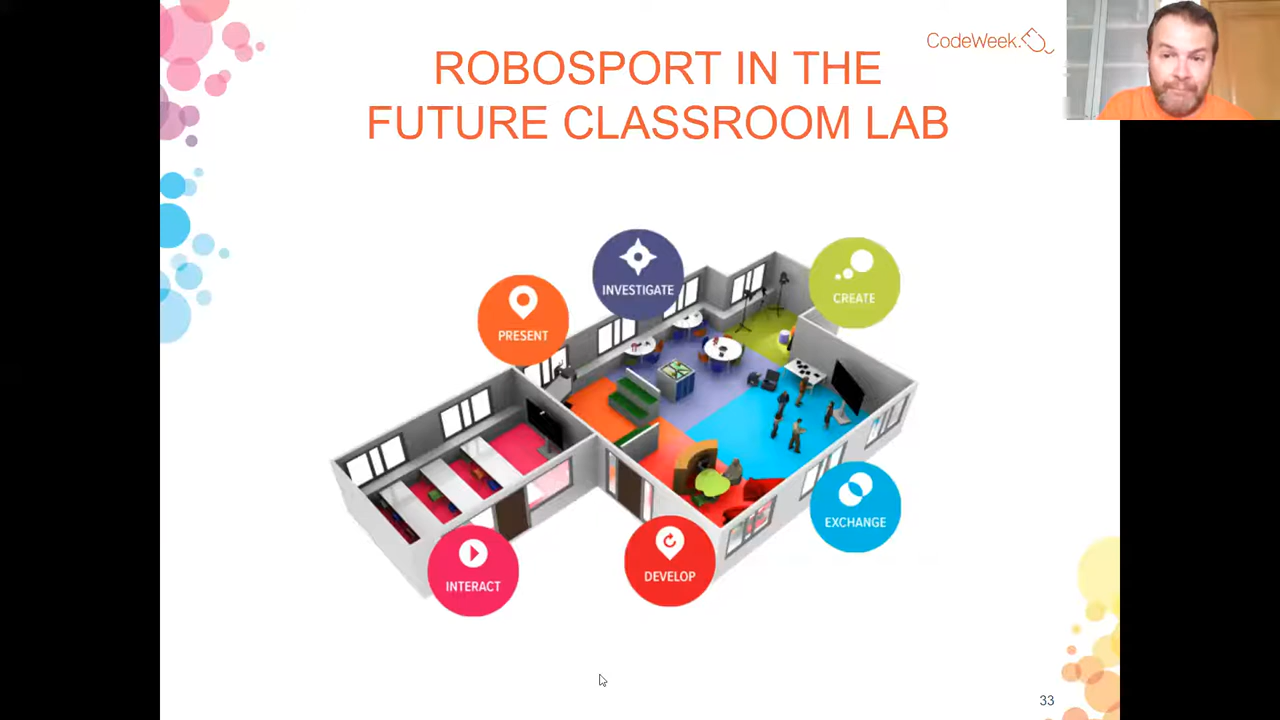 CodeWeek.
ROBOSPORT IN THE
FUTURE CLASSROOM LAB
INVESTIGATE
CREATE
PRESENT
EXCHANGE
DEVELOP
INTERACT
33